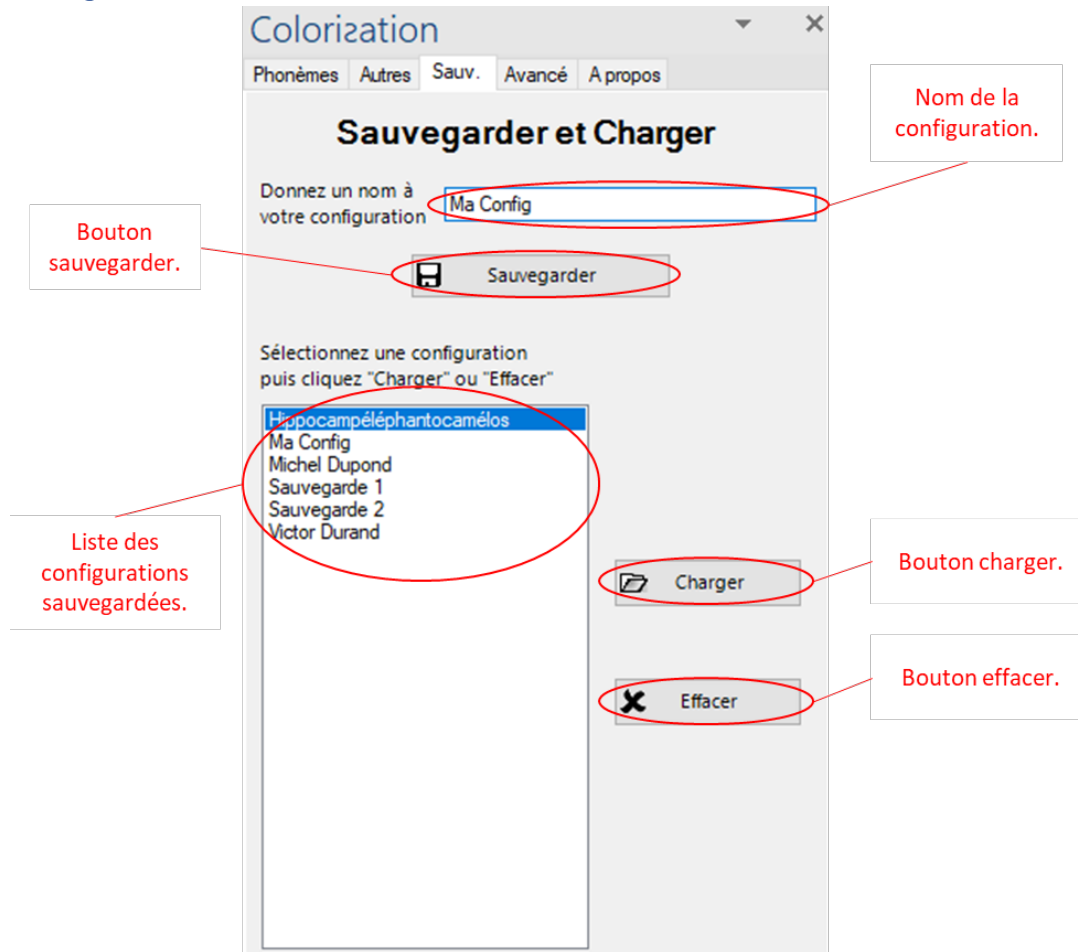 Colorization
Phonèmes Autres Sauv. Avancé A propos
Nom de la
configuration.
Sauvegarder et Charger
Donnez un nom à
votre configuration
Ma Config
Bouton
sauvegarder.
Sauvegarder
Sélectionnez une configuration
puis cliquez "Charger" ou "Effacer"
Hippocampéléphantocamélos
Ma Config
Michel Dupond
Sauvegarde 1
Sauvegarde 2
Victor Durand
Liste des
configurations
sauvegardées.
Charger
Bouton charger.
Effacer
Bouton effacer.